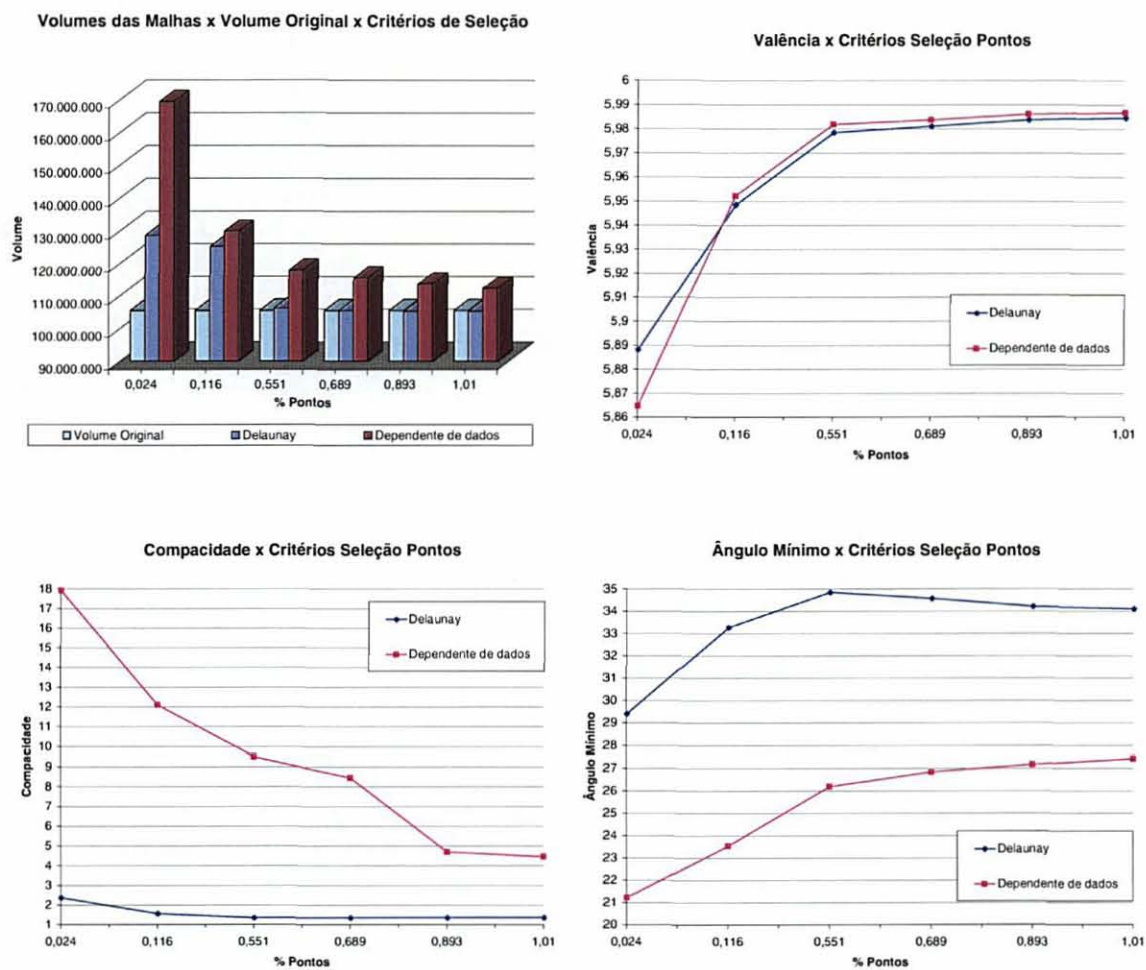 Volumes das Malhas x Volume Original x Critérios de Seleção
Volume
170.000.000
160.000.000
150.000.000
140.000.000
130.000.000
120.000.000
110.000.000
100.000.000
90.000.000
0,024 0,116 0,551 0,689 0,893 1,01
% Pontos
Volume Original Delaunay Dependente de dados
Valência x Critérios Seleção Pontos
Valência
6
5,99
5,98
5,97
5,96
5,95
5,94
5,93
5,92
5,91
5,9
5,89
5,88
5,87
5,86
Delaunay
Dependente de dados
0,024 0,116 0,551 0,689 0,893 1,01
% Pontos
Compacidade x Critérios Seleção Pontos
Compacidade
18
17
16
15
14
13
12
11
10
9
8
7
6
5
4
3
2
1
Delaunay
Dependente de dados
0,024 0,116 0,551 0,689 0,893 1,01
% Pontos
Ângulo Mínimo x Critérios Seleção Pontos
Ângulo Mínimo
35
34
33
32
31
30
29
28
27
26
25
24
23
22
21
20
Delaunay
Dependente de dados
0,024 0,116 0,551 0,689 0,893 1,01
% Pontos